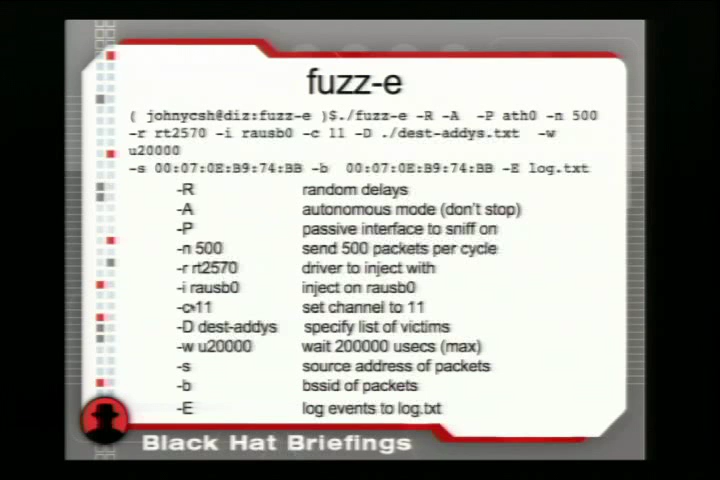 fuzz-e
( johnycsh@diz:fuzz-e )$./fuzz-e -R -A -P ath0 -n 500
-r rt2570 -i rausb0 -c 11 -D ./dest-addys.txt -w
u20000
-s 00:07:0E:B9:74:BB -b 00:07:0E:B9:74:BB -E log.txt
-R random delays
-A autonomous mode (don't stop)
-P passive interface to sniff on
-n 500 send 500 packets per cycle
-r rt2570 driver to inject with
-i rausb0 inject on rausb0
-c 11 set channel to 11
-D dest-addys specify list of victims
-w u20000 wait 200000 usecs (max)
-s source address of packets
-b bssid of packets
-E log events to log.txt
Black Hat Briefings